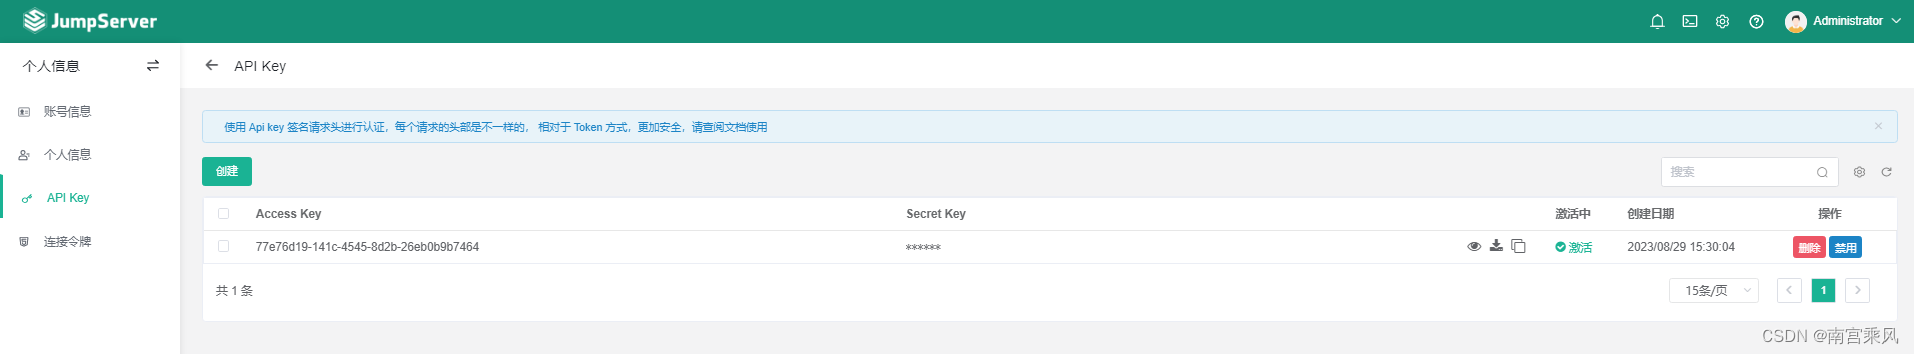 JumpServer
Administrator
个人信息
API Key
账号信息
使用 Api key 签名请求头进行认证，每个请求的头部是不一样的， 相对于 Token 方式，更加安全，请查阅文档使用
个人信息
创建
搜索
API Key
Access Key Secret Key 激活中 创建日期 操作
连接令牌
77e76d19-141c-4545-8d2b-26eb0b9b7464 ****** 激活 2023/08/29 15:30:04 删除 禁用
共 1 条 15条/页 1
CSDN @南宫乘风